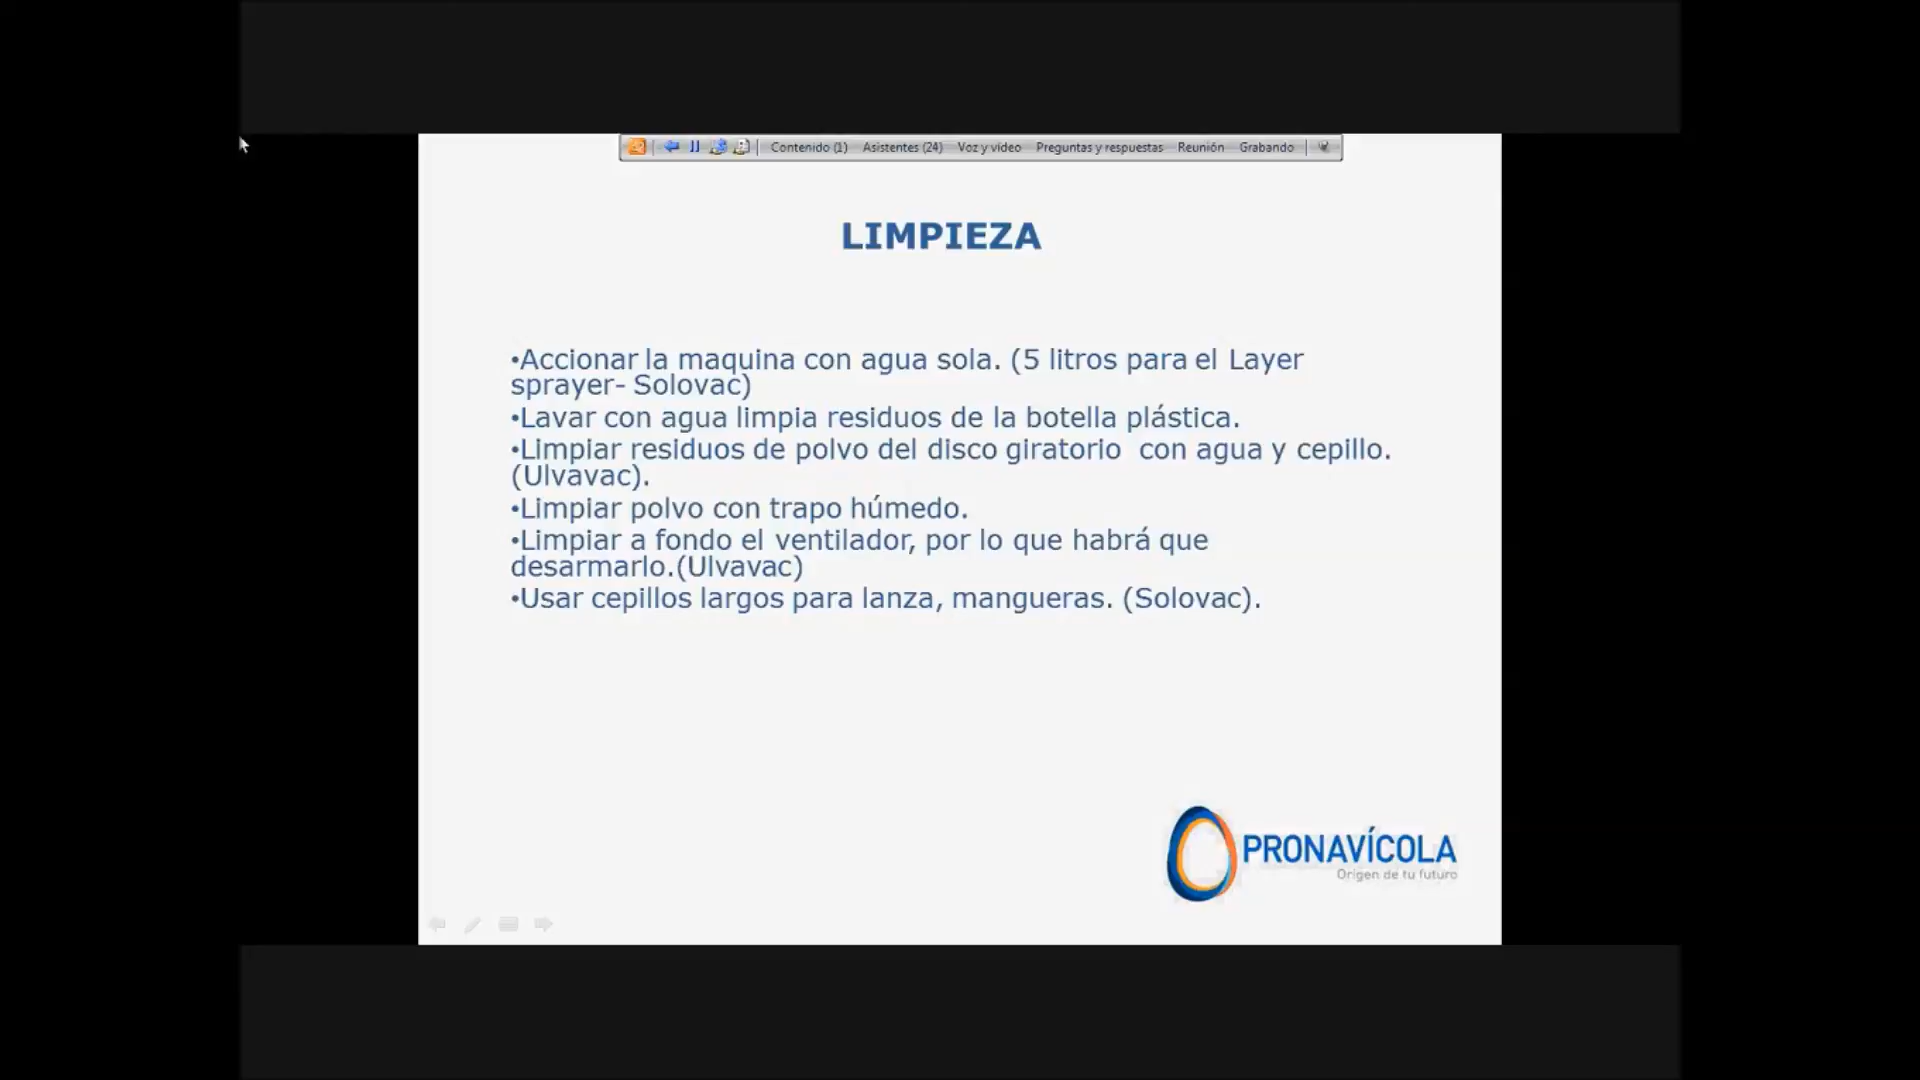 Contenido (1) Asistentes (24) Voz y vídeo Preguntas y respuestas Reunión Grabando
LIMPIEZA
•Accionar la maquina con agua sola. (5 litros para el Layer
sprayer- Solovac)
•Lavar con agua limpia residuos de la botella plástica.
•Limpiar residuos de polvo del disco giratorio con agua y cepillo.
(Ulvavac).
•Limpiar polvo con trapo húmedo.
•Limpiar a fondo el ventilador, por lo que habrá que
desarmarlo.(Ulvavac)
•Usar cepillos largos para lanza, mangueras. (Solovac).
PRONAVÍCOLA
Origen de tu futuro